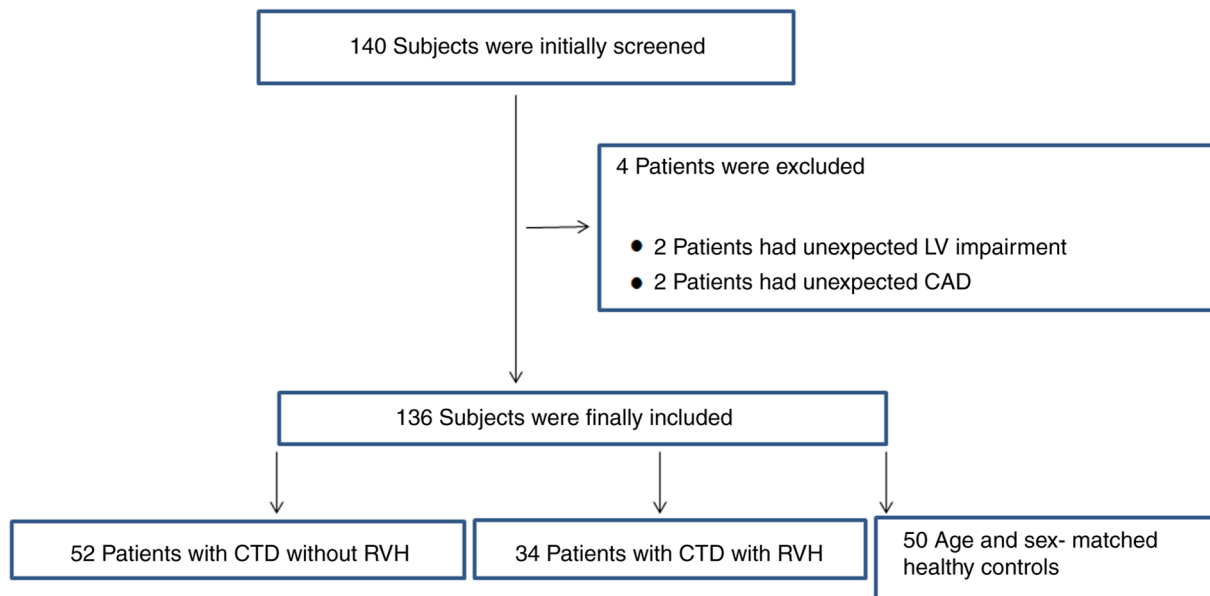 140 Subjects were initially screened
4 Patients were excluded
● 2 Patients had unexpected LV impairment
● 2 Patients had unexpected CAD
136 Subjects were finally included
52 Patients with CTD without RVH
34 Patients with CTD with RVH
50 Age and sex- matched
healthy controls